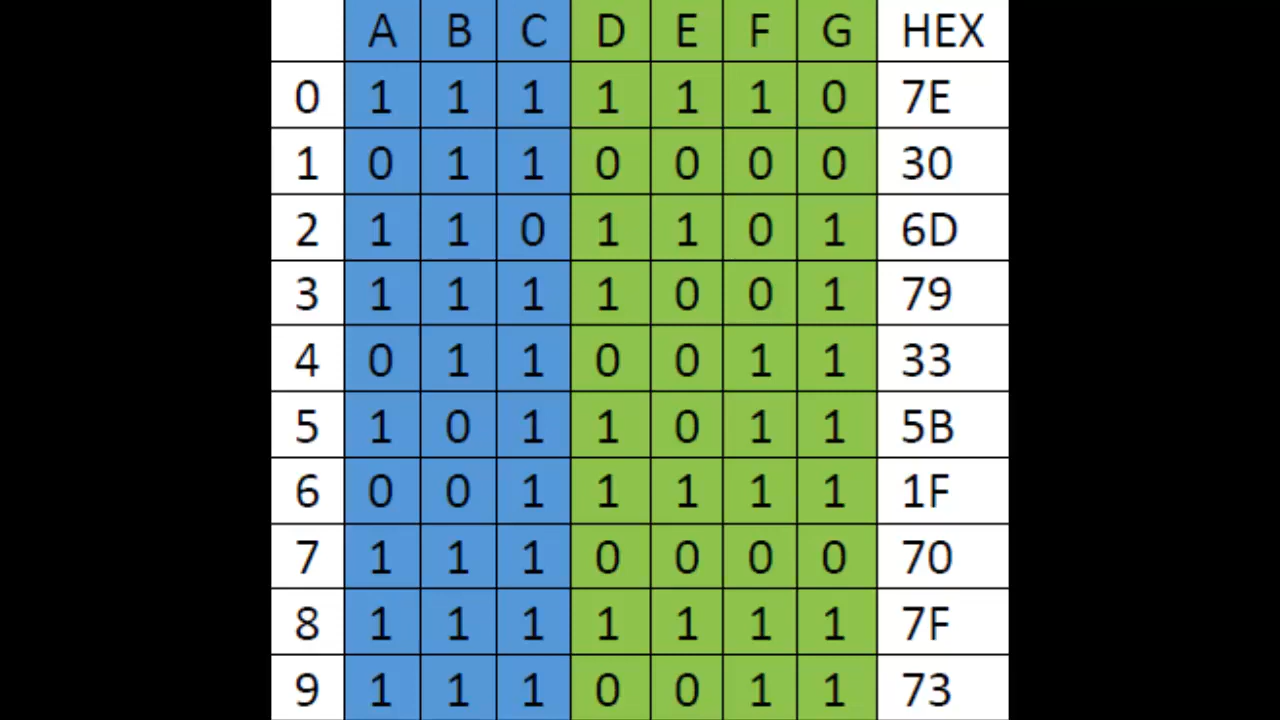 A B C D E F G HEX
0 1 1 1 1 1 1 0 7E
1 0 1 1 0 0 0 0 30
2 1 1 0 1 1 0 1 6D
3 1 1 1 1 0 0 1 79
4 0 1 1 0 0 1 1 33
5 1 0 1 1 0 1 1 5B
6 0 0 1 1 1 1 1 1F
7 1 1 1 0 0 0 0 70
8 1 1 1 1 1 1 1 7F
9 1 1 1 0 0 1 1 73